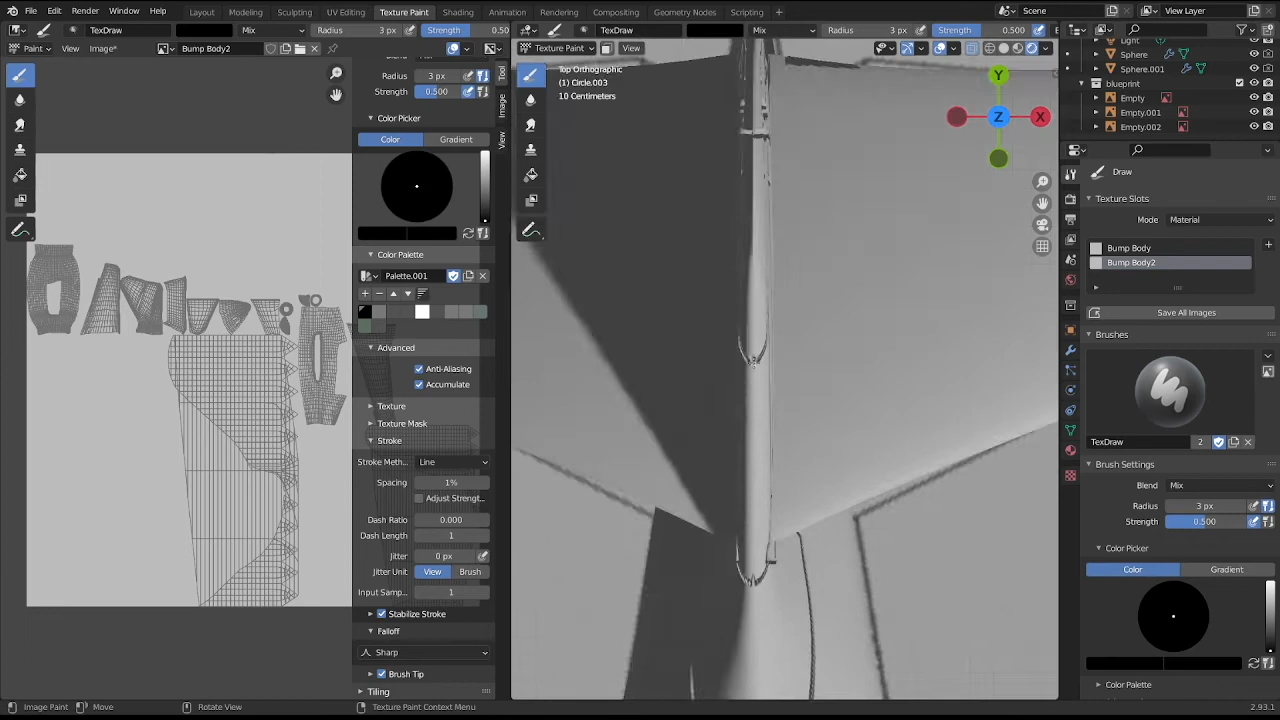 File Edit Render Window Help Layout Modeling Sculpting UV Editing Texture Paint Shading Animation Rendering Compositing Geometry Nodes Scripting Scene View Layer
TexDraw Mix Radius 3 px Strength 0.50 TexDraw Mix Radius 3 px Strength 0.500
Paint View Image* Bump Body2 Texture Paint View
Light
Sphere
Sphere.001
blueprint
Empty
Empty.001
Empty.002
Radius 3 px
Strength 0.500
Color Picker
Color Gradient
Color Palette
Palette.001
Advanced
Anti-Aliasing
Accumulate
Texture
Texture Mask
Stroke
Stroke Meth... Line
Spacing 1%
Adjust Strengt...
Dash Ratio 0.000
Dash Length 1
Jitter 0 px
Jitter Unit View Brush
Input Samp... 1
Stabilize Stroke
Falloff
Sharp
Brush Tip
Tiling
Tool
Image
View
Top Orthographic
(1) Circle.003
10 Centimeters
Y
Z
X
Draw
Texture Slots
Mode Material
Bump Body
Bump Body2
Save All Images
Brushes
TexDraw 2
Brush Settings
Blend Mix
Radius 3 px
Strength 0.500
Color Picker
Color Gradient
Color Palette
Image Paint Move Rotate View Texture Paint Context Menu 2.93.1